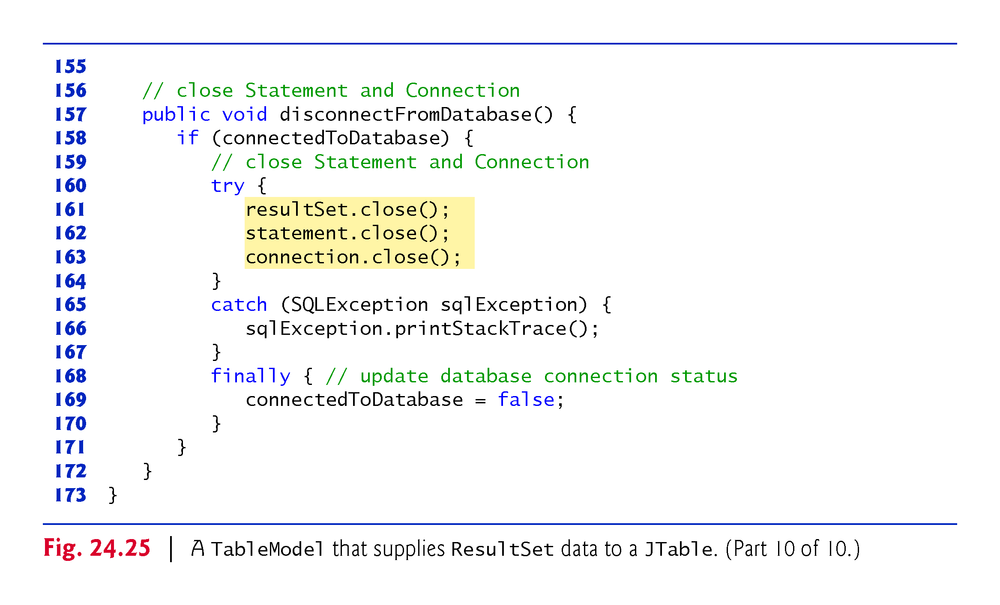 155
156 // close Statement and Connection
157 public void disconnectFromDatabase() {
158 if (connectedToDatabase) {
159 // close Statement and Connection
160 try {
161 resultSet.close();
162 statement.close();
163 connection.close();
164 }
165 catch (SQLException sqlException) {
166 sqlException.printStackTrace();
167 }
168 finally { // update database connection status
169 connectedToDatabase = false;
170 }
171 }
172 }
173 }
Fig. 24.25 | A TableModel that supplies ResultSet data to a JTable. (Part 10 of 10.)